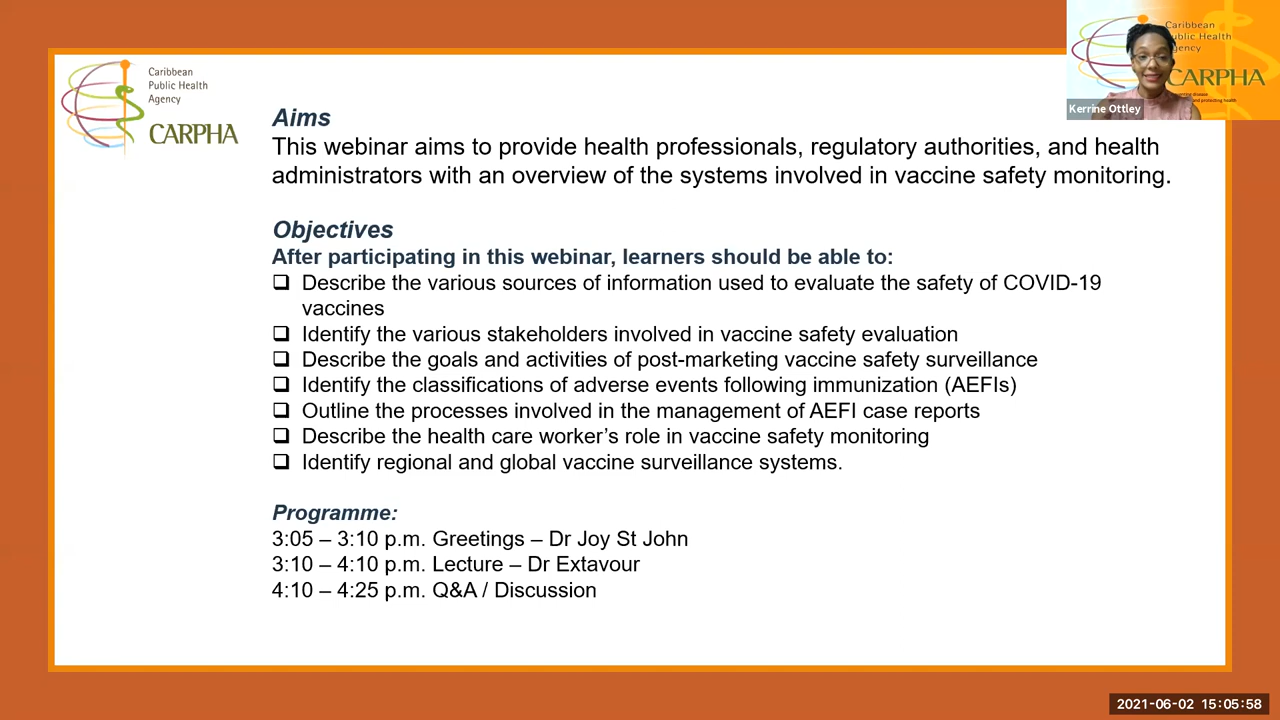 Caribbean
Public Health
Agency
CARPHA
Aims
This webinar aims to provide health professionals, regulatory authorities, and health
administrators with an overview of the systems involved in vaccine safety monitoring.
Objectives
After participating in this webinar, learners should be able to:
❑ Describe the various sources of information used to evaluate the safety of COVID-19
vaccines
❑ Identify the various stakeholders involved in vaccine safety evaluation
❑ Describe the goals and activities of post-marketing vaccine safety surveillance
❑ Identify the classifications of adverse events following immunization (AEFIs)
❑ Outline the processes involved in the management of AEFI case reports
❑ Describe the health care worker’s role in vaccine safety monitoring
❑ Identify regional and global vaccine surveillance systems.
Programme:
3:05 – 3:10 p.m. Greetings – Dr Joy St John
3:10 – 4:10 p.m. Lecture – Dr Extavour
4:10 – 4:25 p.m. Q&A / Discussion
Caribbean
Public Health
Agency
CARPHA
and protecting health
Kerrine Ottley
2021-06-02 15:05:58